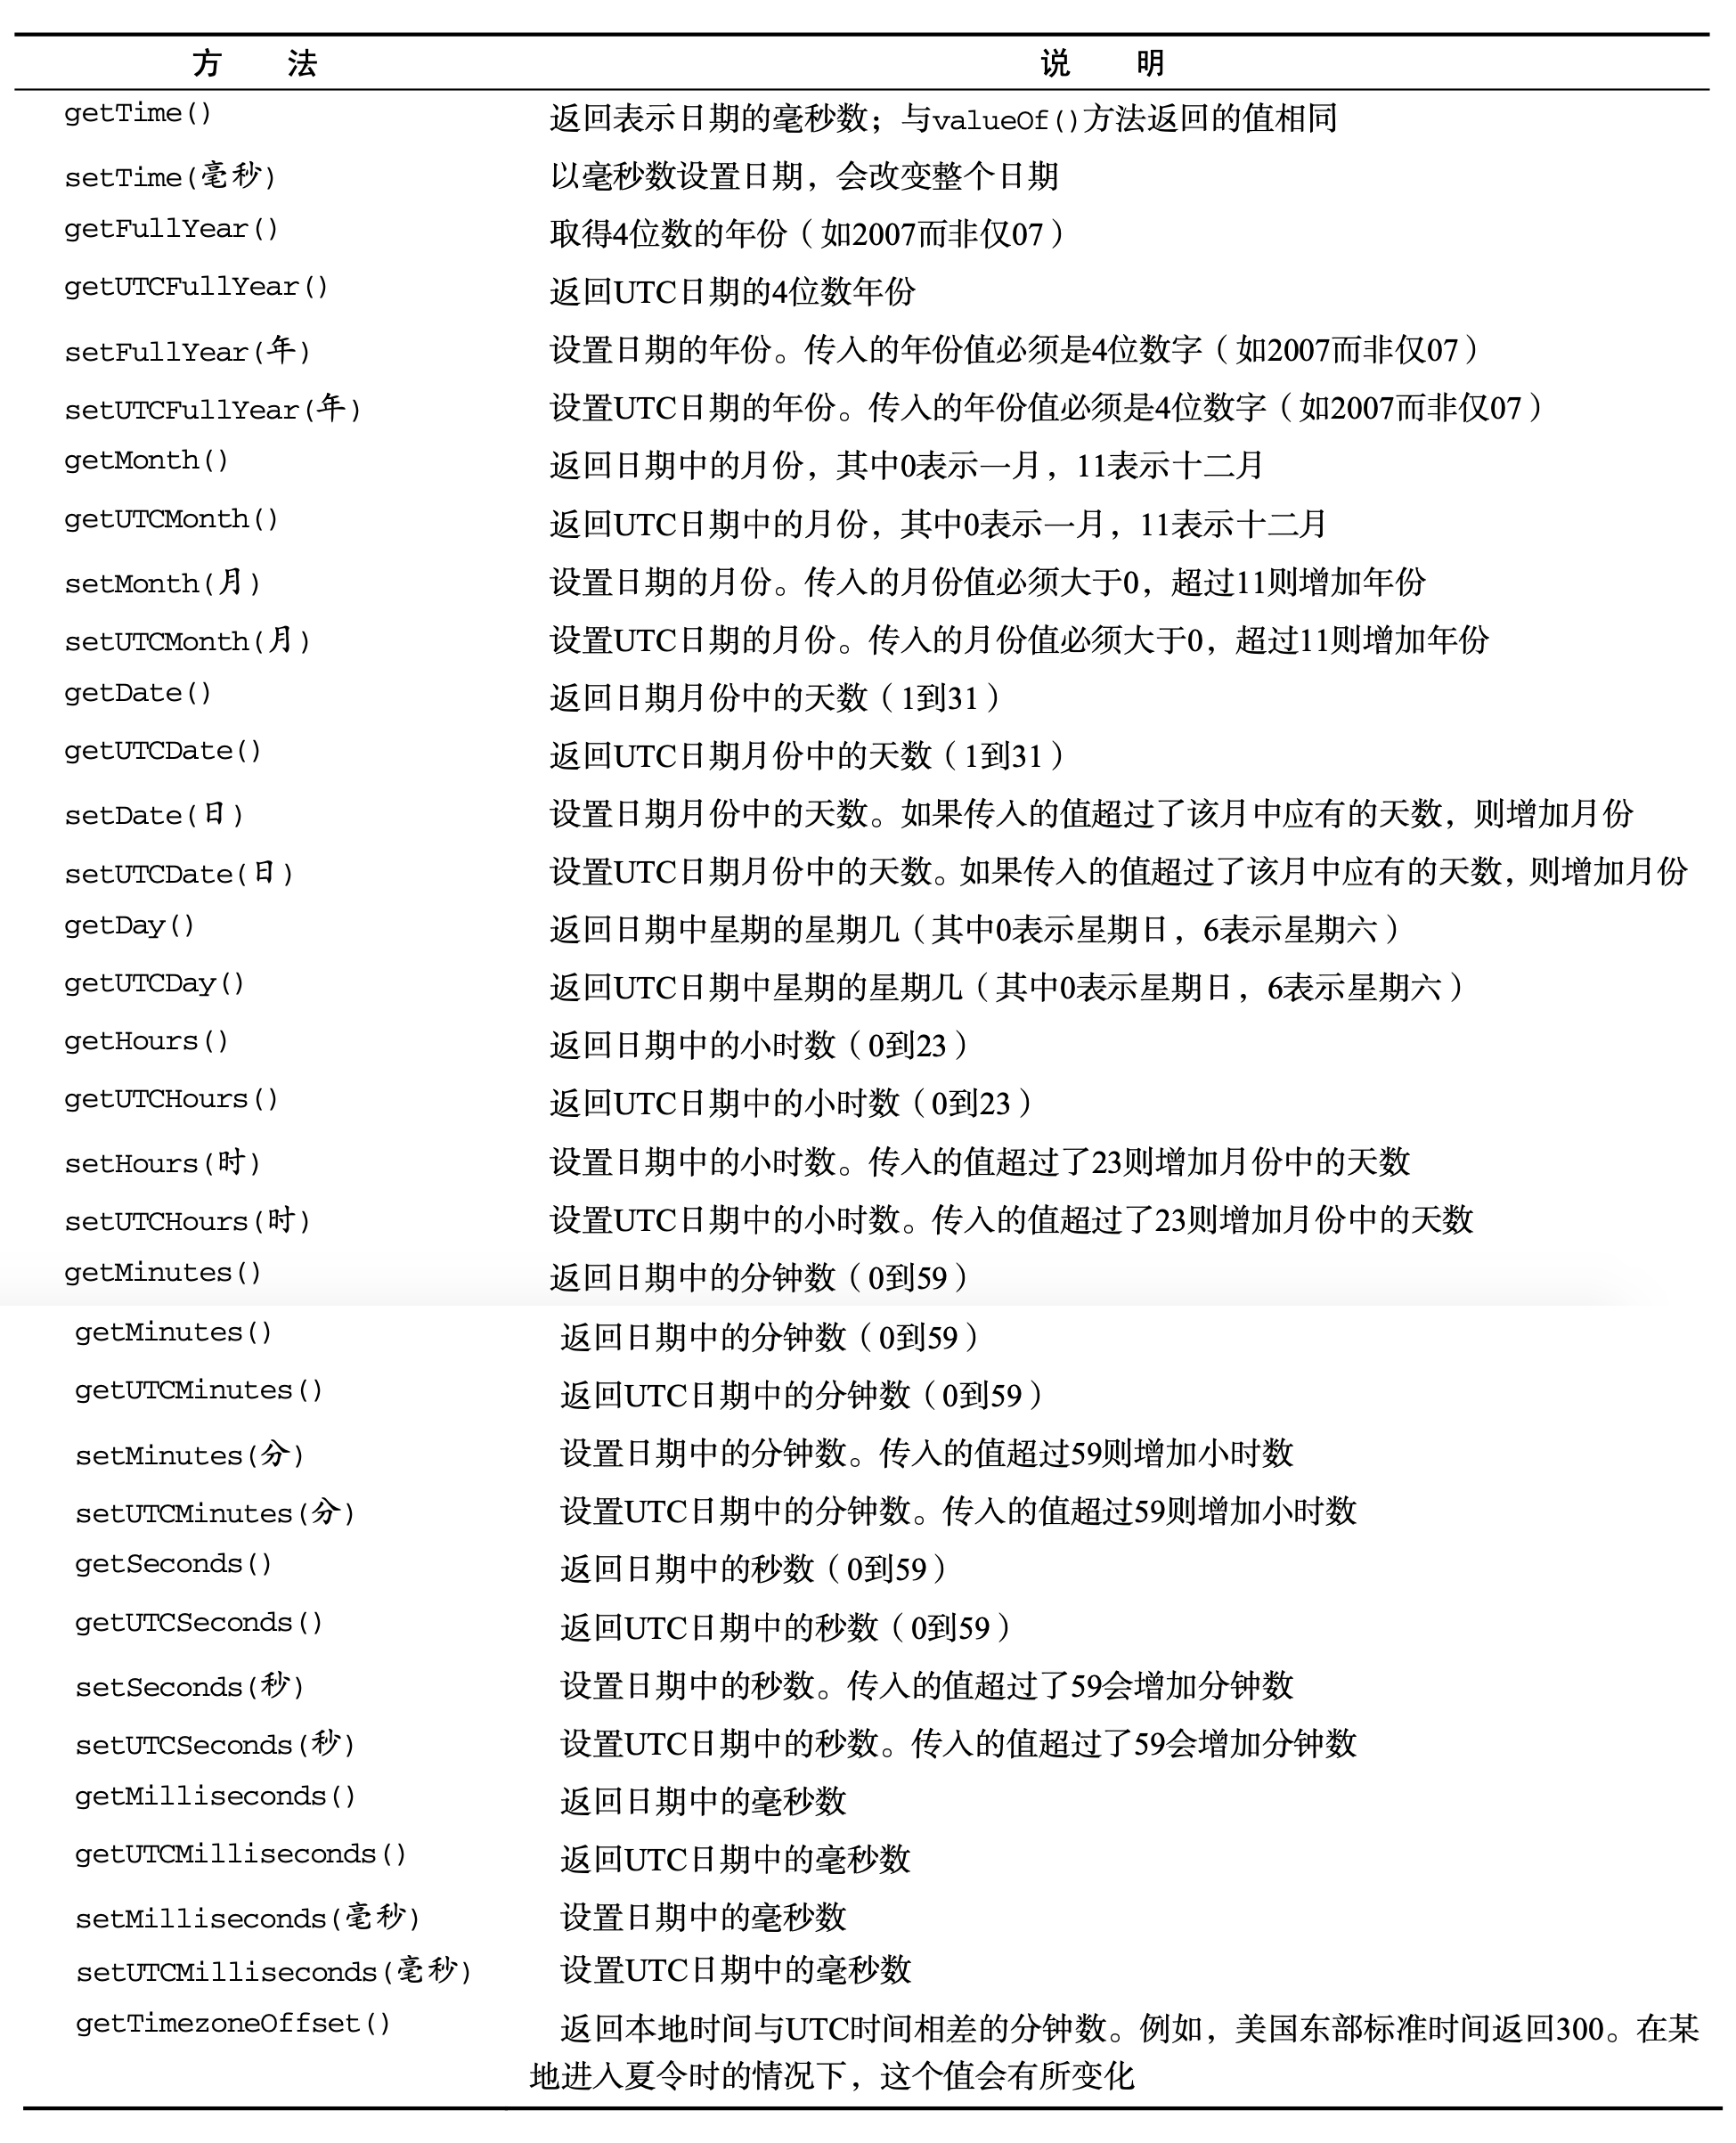 方 法 说 明
getTime() 返回表示日期的毫秒数；与valueOf()方法返回的值相同
setTime(毫秒) 以毫秒数设置日期，会改变整个日期
getFullYear() 取得4位数的年份（如2007而非仅07）
getUTCFullYear() 返回UTC日期的4位数年份
setFullYear(年) 设置日期的年份。传入的年份值必须是4位数字（如2007而非仅07）
setUTCFullYear(年) 设置UTC日期的年份。传入的年份值必须是4位数字（如2007而非仅07）
getMonth() 返回日期中的月份，其中0表示一月，11表示十二月
getUTCMonth() 返回UTC日期中的月份，其中0表示一月，11表示十二月
setMonth(月) 设置日期的月份。传入的月份值必须大于0，超过11则增加年份
setUTCMonth(月) 设置UTC日期的月份。传入的月份值必须大于0，超过11则增加年份
getDate() 返回日期月份中的天数（1到31）
getUTCDate() 返回UTC日期月份中的天数（1到31）
setDate(日) 设置日期月份中的天数。如果传入的值超过了该月中应有的天数，则增加月份
setUTCDate(日) 设置UTC日期月份中的天数。如果传入的值超过了该月中应有的天数，则增加月份
getDay() 返回日期中星期的星期几（其中0表示星期日，6表示星期六）
getUTCDay() 返回UTC日期中星期的星期几（其中0表示星期日，6表示星期六）
getHours() 返回日期中的小时数（0到23）
getUTCHours() 返回UTC日期中的小时数（0到23）
setHours(时) 设置日期中的小时数。传入的值超过了23则增加月份中的天数
setUTCHours(时) 设置UTC日期中的小时数。传入的值超过了23则增加月份中的天数
getMinutes() 返回日期中的分钟数（0到59）
getMinutes() 返回日期中的分钟数（0到59）
getUTCMinutes() 返回UTC日期中的分钟数（0到59）
setMinutes(分) 设置日期中的分钟数。传入的值超过59则增加小时数
setUTCMinutes(分) 设置UTC日期中的分钟数。传入的值超过59则增加小时数
getSeconds() 返回日期中的秒数（0到59）
getUTCSeconds() 返回UTC日期中的秒数（0到59）
setSeconds(秒) 设置日期中的秒数。传入的值超过了59会增加分钟数
setUTCSeconds(秒) 设置UTC日期中的秒数。传入的值超过了59会增加分钟数
getMilliseconds() 返回日期中的毫秒数
getUTCMilliseconds() 返回UTC日期中的毫秒数
setMilliseconds(毫秒) 设置日期中的毫秒数
setUTCMilliseconds(毫秒) 设置UTC日期中的毫秒数
getTimezoneOffset() 返回本地时间与UTC时间相差的分钟数。例如，美国东部标准时间返回300。在某
地进入夏令时的情况下，这个值会有所变化